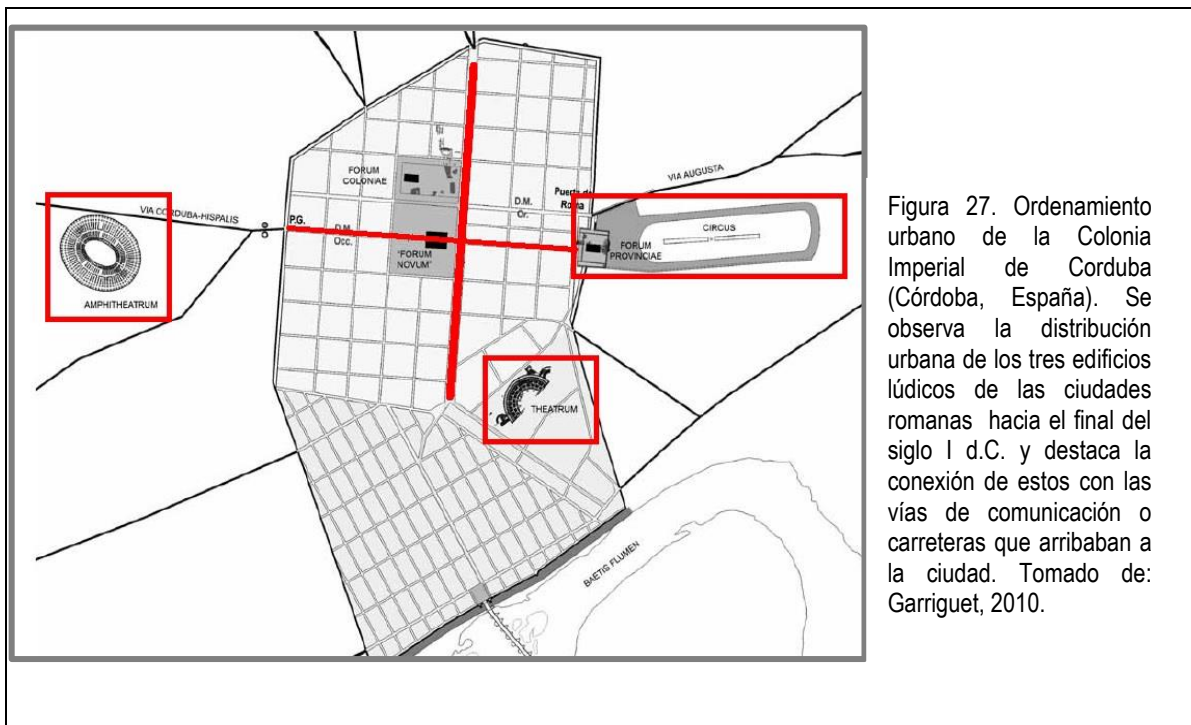 FORUM
COLONIAE
VIA AUGUSTA
Puerta de
Roma
D.M.
Or.
VIA CORDUBA-HISPALIS
P.G.
D.M.
Occ.
"FORUM
NOVUM"
CIRCUS
FORUM
PROVINCIAE
AMPHITHEATRUM
THEATRUM
BAETIS FLUMEN
Figura 27. Ordenamiento
urbano de la Colonia
Imperial de Corduba
(Córdoba, España). Se
observa la distribución
urbana de los tres edificios
lúdicos de las ciudades
romanas hacia el final del
siglo I d.C. y destaca la
conexión de estos con las
vías de comunicación o
carreteras que arribaban a
la ciudad. Tomado de:
Garriguet, 2010.